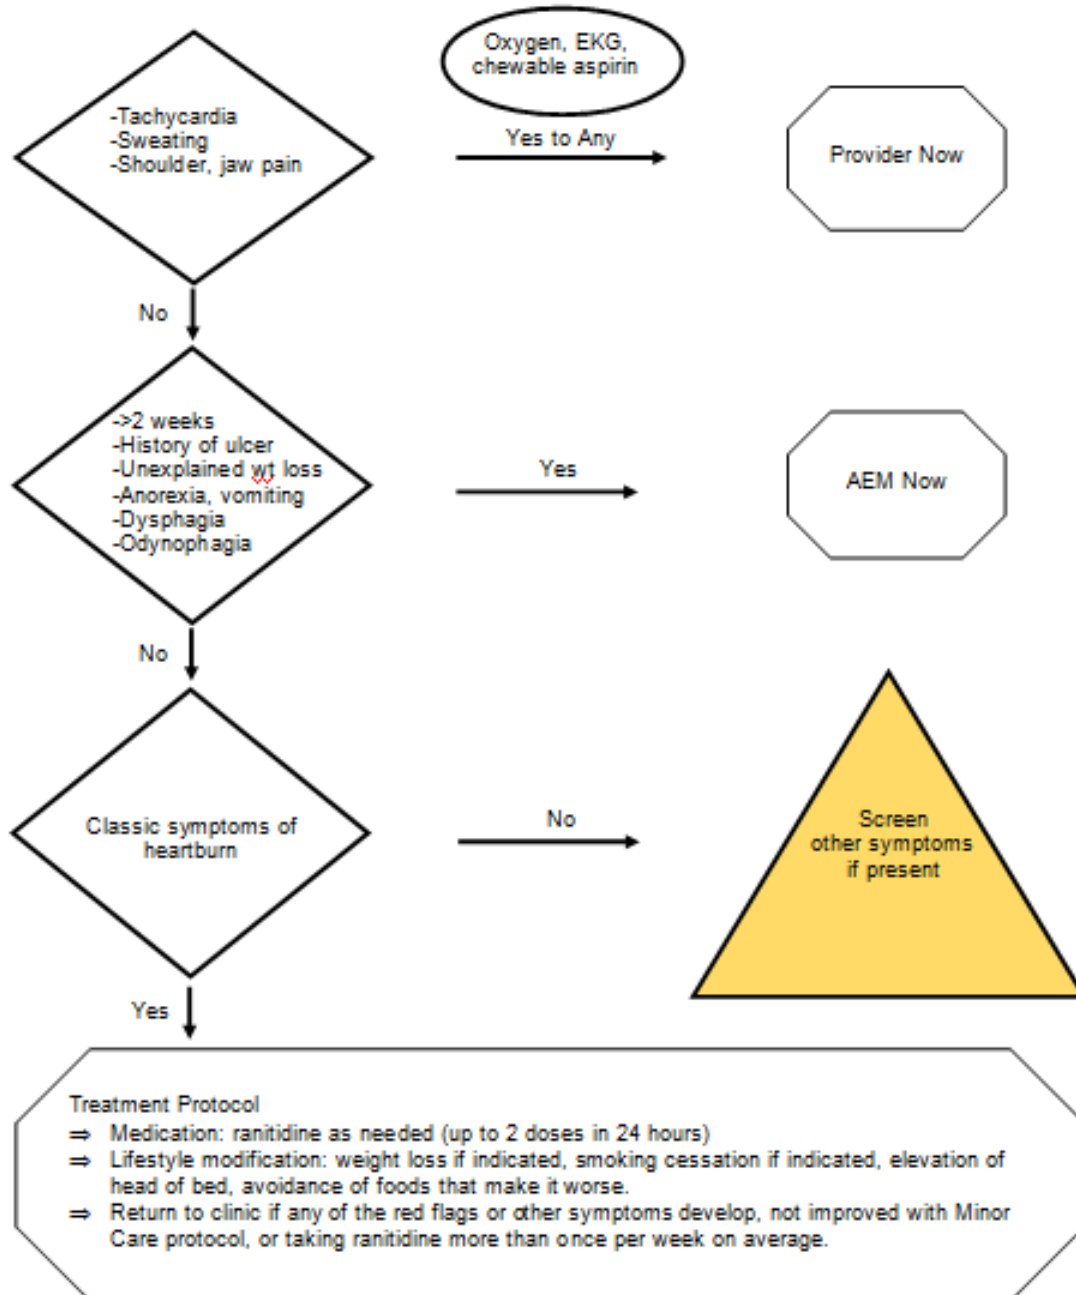 Oxygen, EKG,
chewable aspirin
-Tachycardia
-Sweating
-Shoulder, jaw pain
Yes to Any
Provider Now
No
->2 weeks
-History of ulcer
-Unexplained wt loss
-Anorexia, vomiting
-Dysphagia
-Odynophagia
Yes
AEM Now
No
Classic symptoms of
heartburn
No
Screen
other symptoms
if present
Yes
Treatment Protocol
⇒ Medication: ranitidine as needed (up to 2 doses in 24 hours)
⇒ Lifestyle modification: weight loss if indicated, smoking cessation if indicated, elevation of
head of bed, avoidance of foods that make it worse.
⇒ Return to clinic if any of the red flags or other symptoms develop, not improved with Minor
Care protocol, or taking ranitidine more than once per week on average.